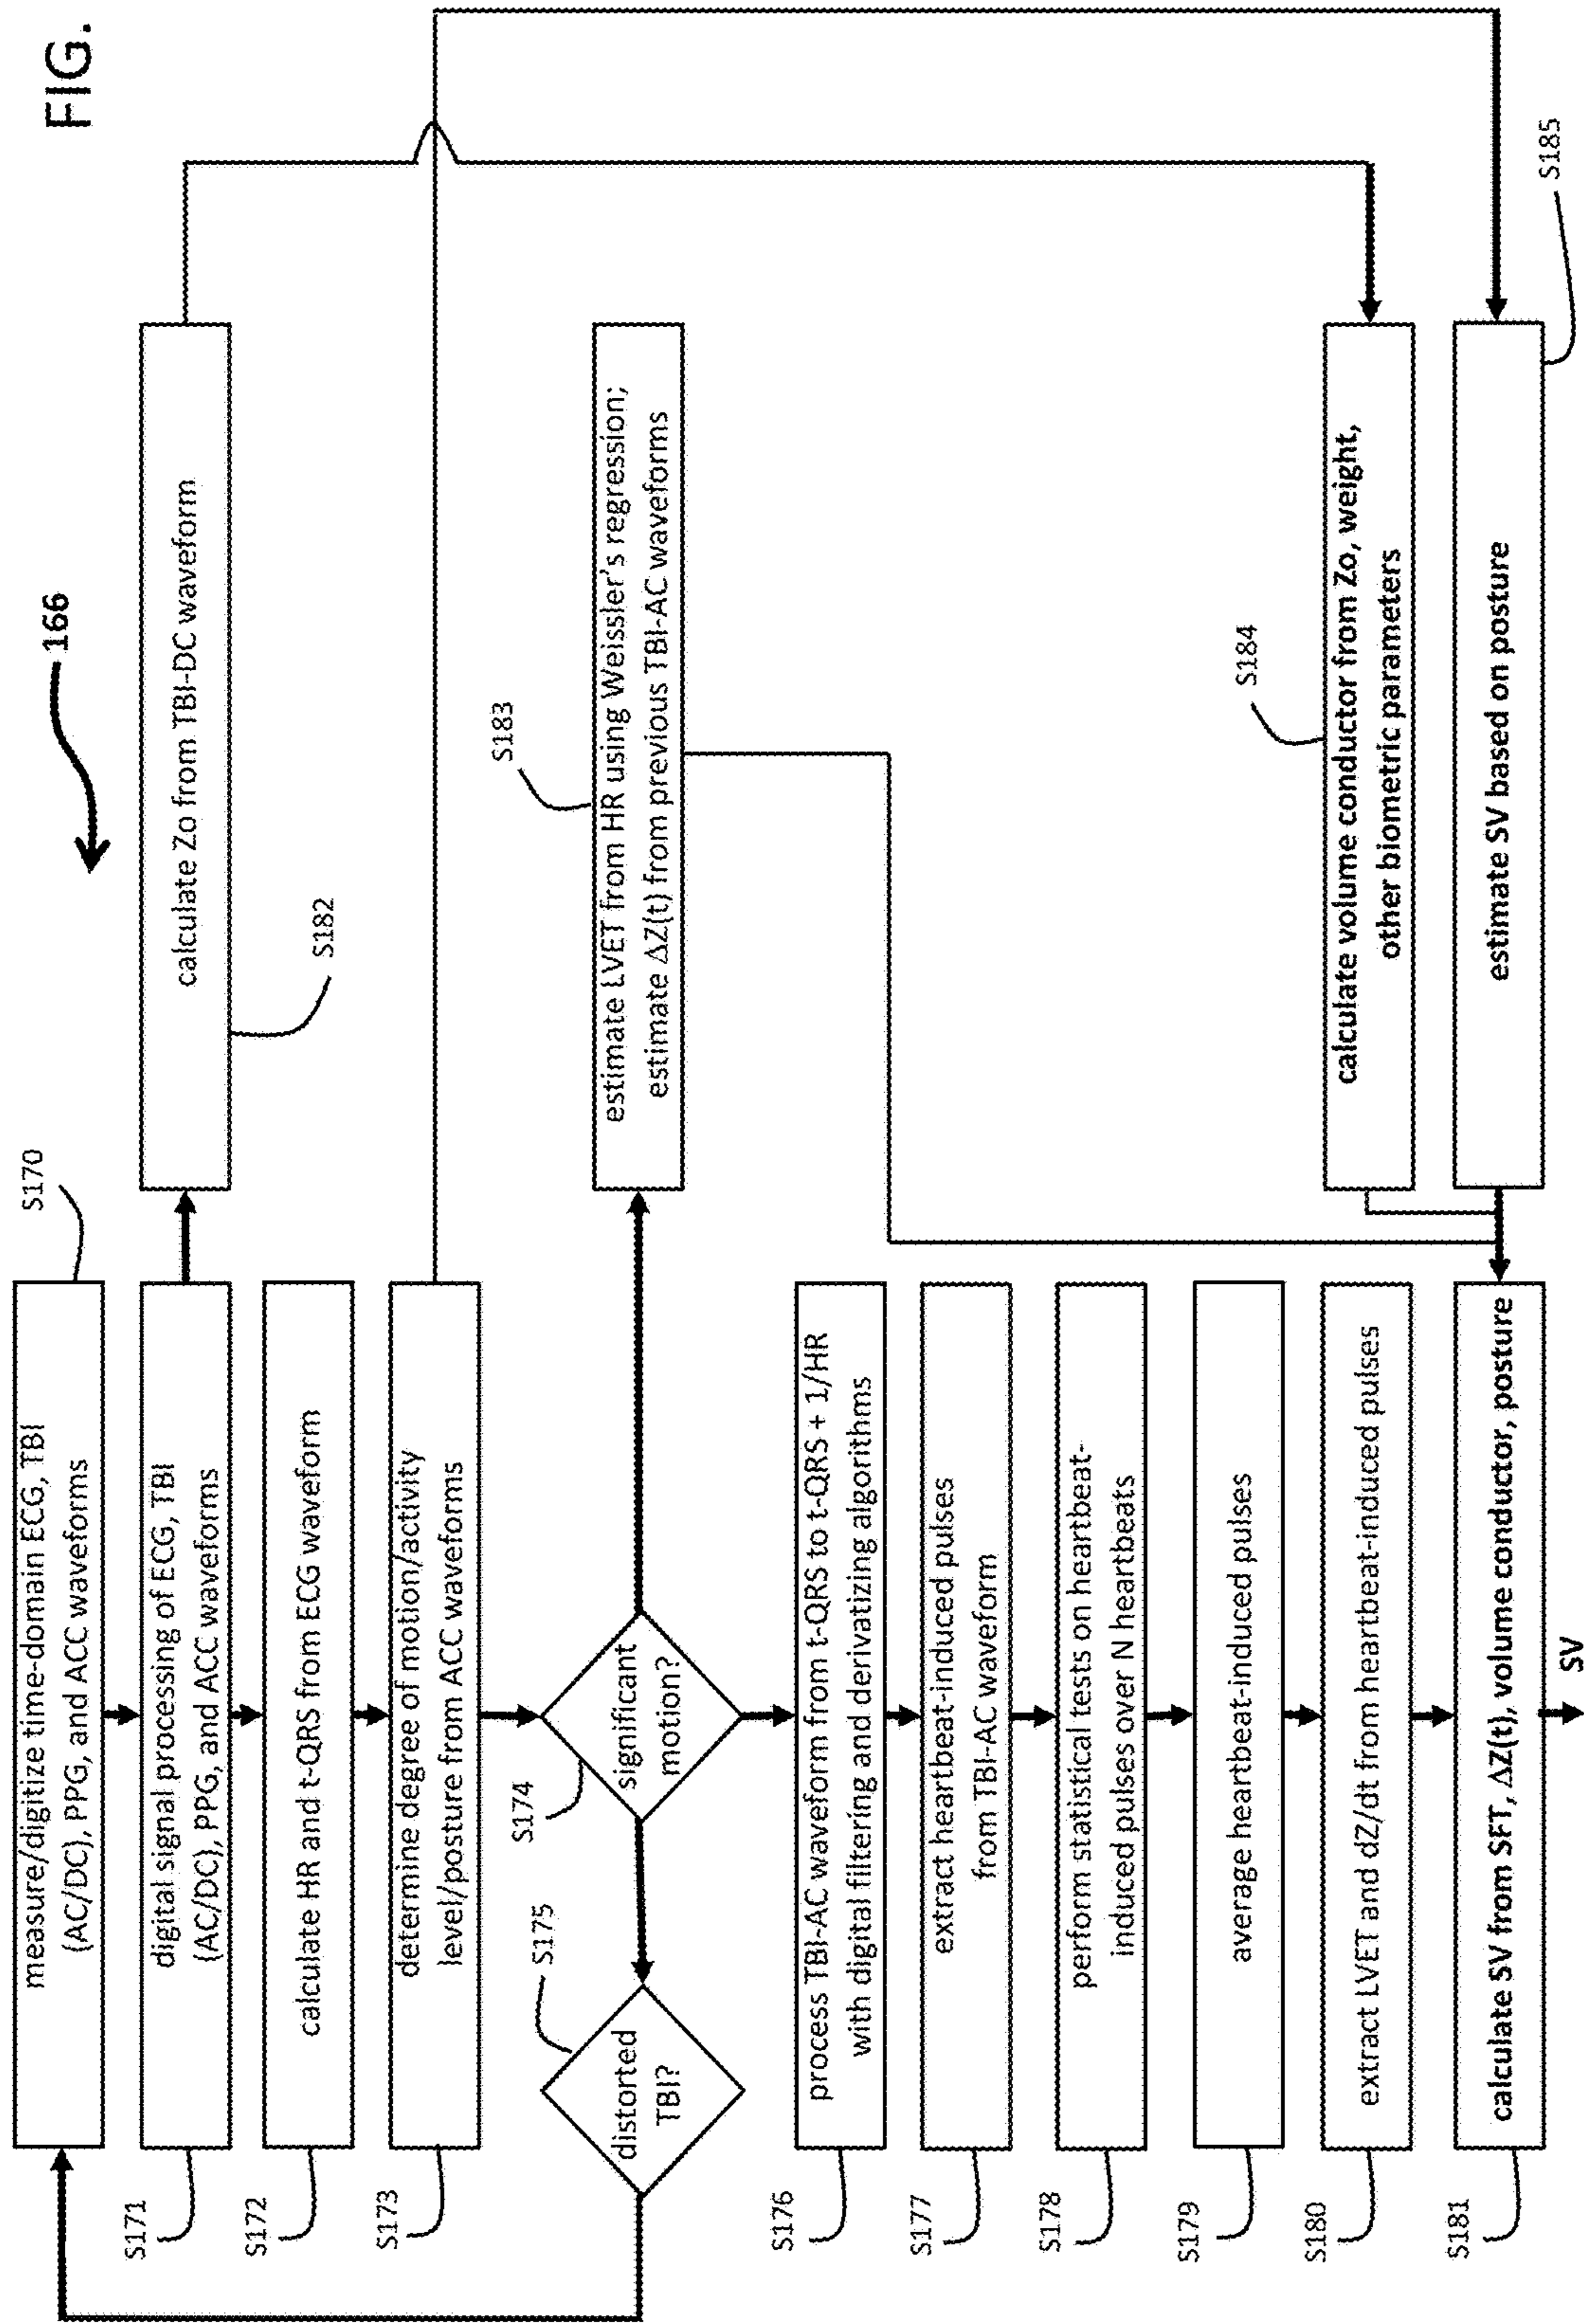 FIG.
166
S170
measure/digitize time-domain ECG, TBI
(AC/DC), PPG, and ACC waveforms
S171
digital signal processing of ECG, TBI
(AC/DC), PPG, and ACC waveforms
calculate Zo from TBI-DC waveform
S182
S172
calculate HR and t-QRS from ECG waveform
S173
determine degree of motion/activity
level/posture from ACC waveforms
S174
significant
motion?
S175
distorted
TBI?
S183
estimate LVET from HR using Weissler's regression;
estimate ΔZ(t) from previous TBI-AC waveforms
S176
process TBI-AC waveform from t-QRS to t-QRS + 1/HR
with digital filtering and derivatizing algorithms
S177
extract heartbeat-induced pulses
from TBI-AC waveform
S178
perform statistical tests on heartbeat-
induced pulses over N heartbeats
S179
average heartbeat-induced pulses
S180
extract LVET and dZ/dt from heartbeat-induced pulses
S184
calculate volume conductor from Zo, weight,
other biometric parameters
S181
calculate SV from SFT, ΔZ(t), volume conductor, posture
estimate SV based on posture
S185
SV